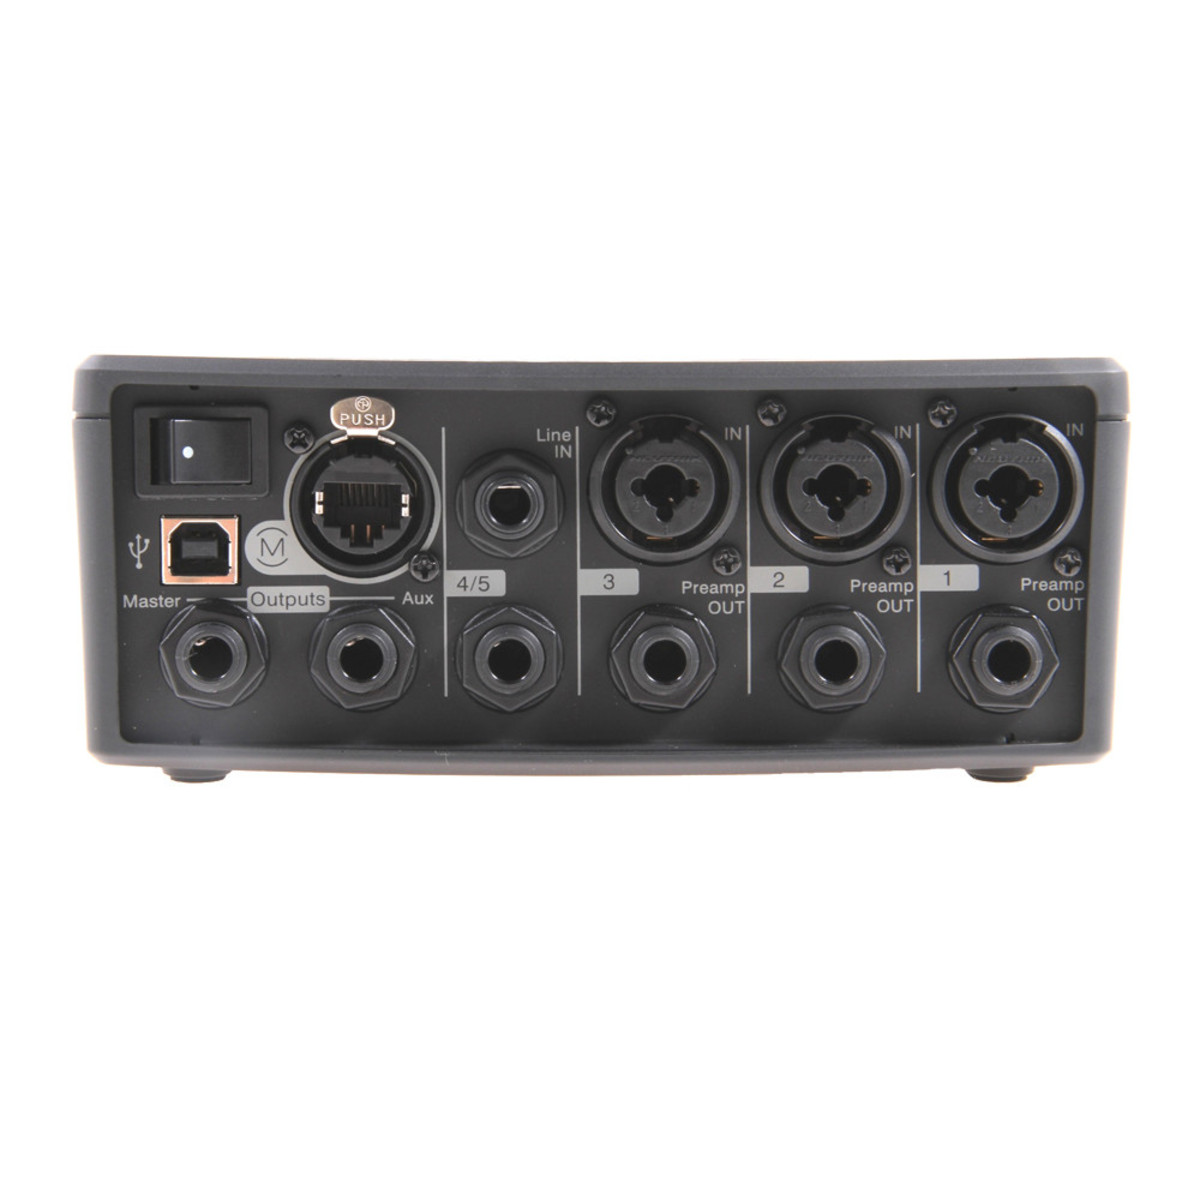 PUSH
Line
IN
IN
IN
IN
M
4/5
3
Preamp
OUT
2
Preamp
OUT
1
Preamp
OUT
Master
Outputs
Aux